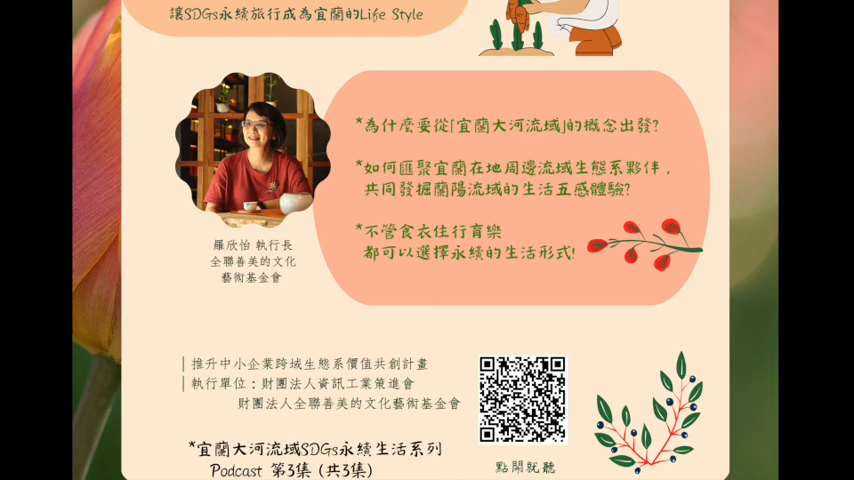 讓SDGs永續旅行成為宜蘭的Life Style
*為什麼要從「宜蘭大河流域」的概念出發?
*如何匯聚宜蘭在地周邊流域生態系夥伴，
共同發掘蘭陽流域的生活五感體驗?
*不管食衣住行育樂
都可以選擇永續的生活形式!
羅欣怡 執行長
全聯善美的文化
藝術基金會
| 推升中小企業跨域生態系價值共創計畫
| 執行單位：財團法人資訊工業策進會
財團法人全聯善美的文化藝術基金會
*宜蘭大河流域SDGs永續生活系列
Podcast 第3集 (共3集)
點開就聽